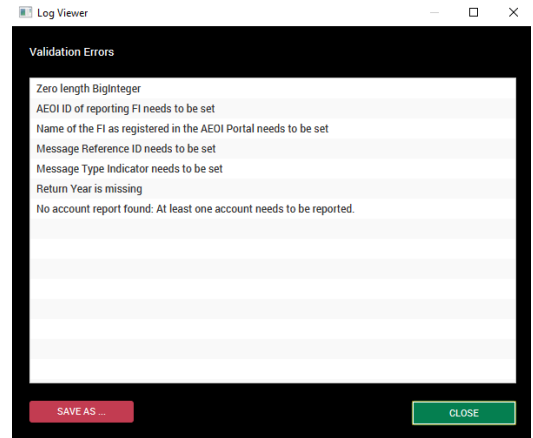 Log Viewer
Validation Errors
Zero length BigInteger
AEOI ID of reporting FI needs to be set
Name of the FI as registered in the AEOI Portal needs to be set
Message Reference ID needs to be set
Message Type Indicator needs to be set
Return Year is missing
No account report found: At least one account needs to be reported.
SAVE AS ...
CLOSE